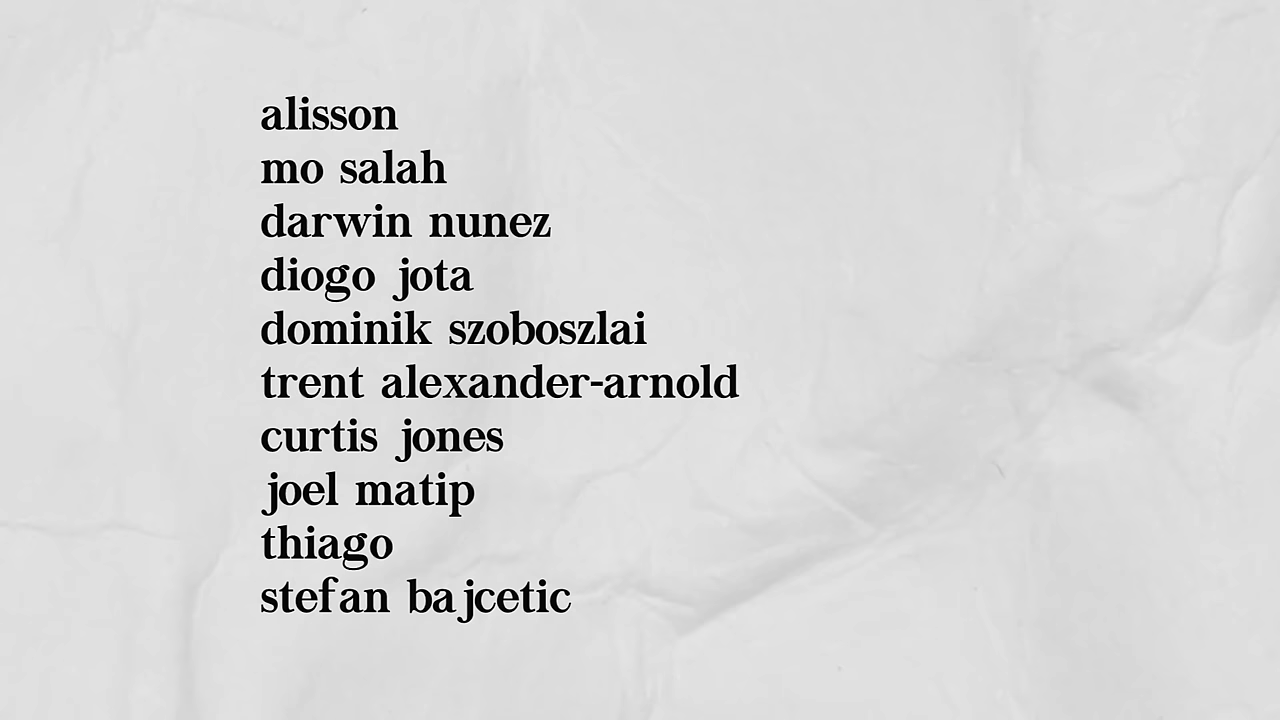 alisson
mo salah
darwin nunez
diogo jota
dominik szoboszlai
trent alexander-arnold
curtis jones
joel matip
thiago
stefan bajcetic